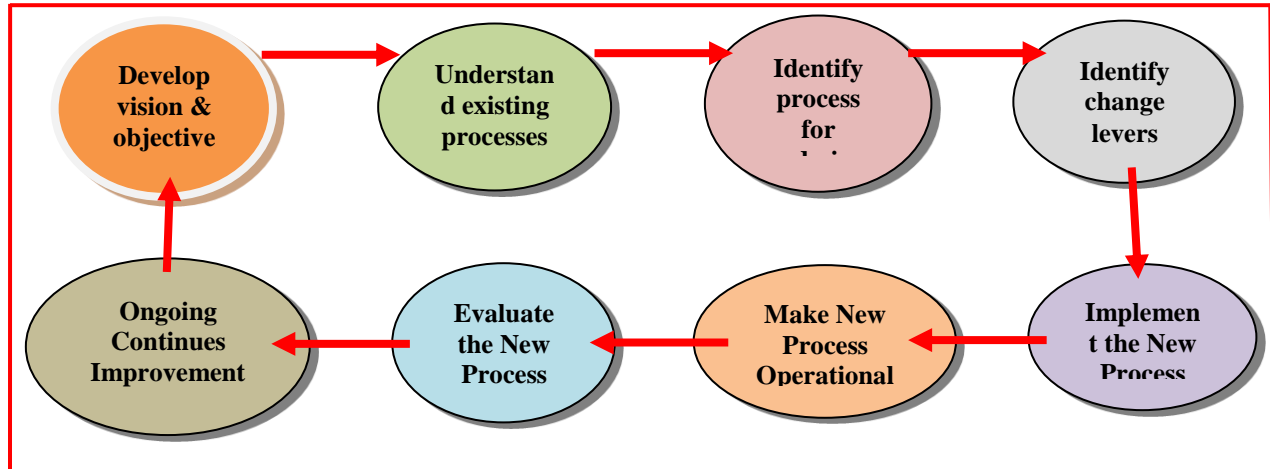 Develop
vision &
objective
Understan
d existing
processes
Identify
process
for
Identify
change
levers
Ongoing
Continues
Improvement
Evaluate
the New
Process
Make New
Process
Operational
Implemen
t the New
Process